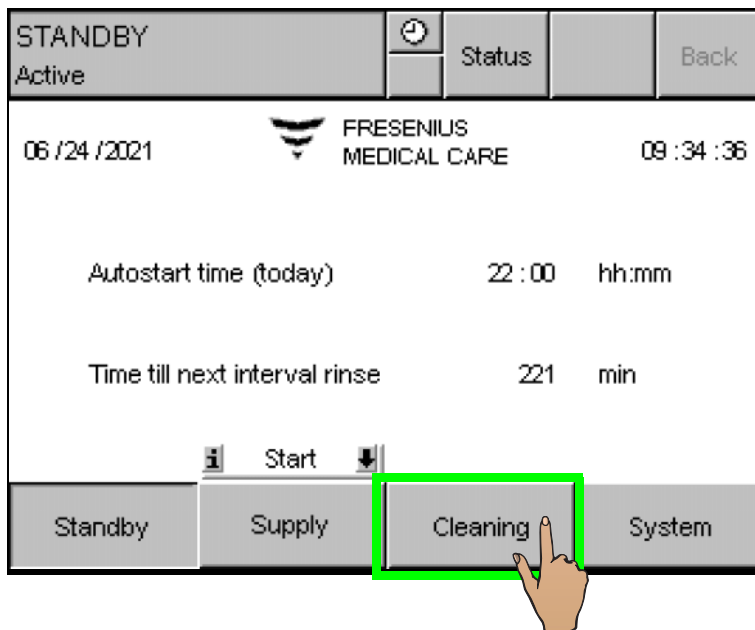 STANDBY
Active
Status
Back
06 /24 /2021
FRESENIUS
MEDICAL CARE
09 :34 :36
Autostart time (today) 22 : 00 hh:mm
Time till next interval rinse 221 min
i Start
Standby Supply Cleaning System